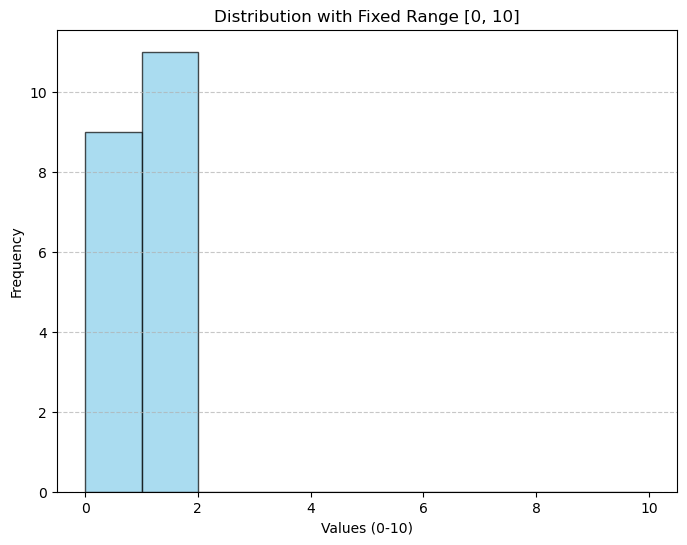 Distribution with Fixed Range [0, 10]
10
8
6
4
2
0
Frequency
0 2 4 6 8 10
Values (0-10)